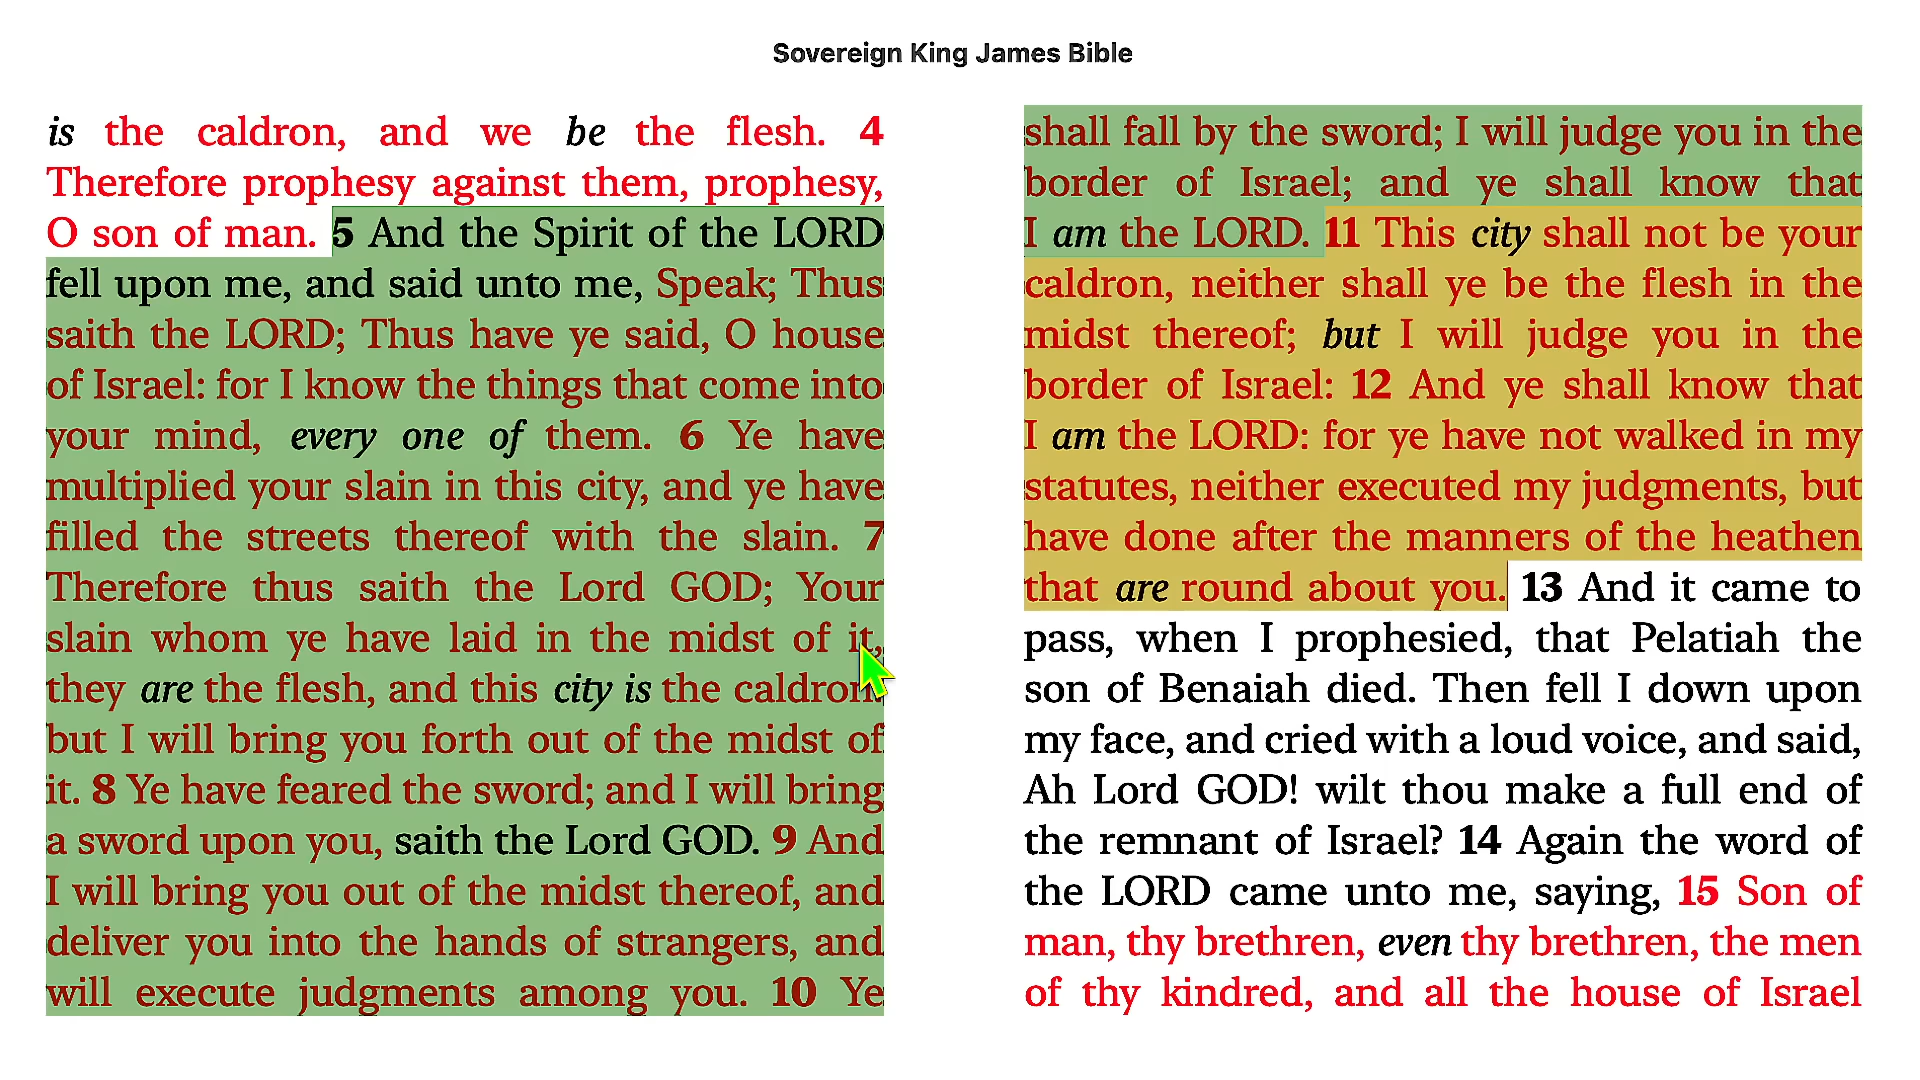 Sovereign King James Bible
is the caldron, and we be the flesh. 4
Therefore prophesy against them, prophesy,
O son of man. 5 And the Spirit of the LORD
fell upon me, and said unto me, Speak; Thus
saith the LORD; Thus have ye said, O house
of Israel: for I know the things that come into
your mind, every one of them. 6 Ye have
multiplied your slain in this city, and ye have
filled the streets thereof with the slain. 7
Therefore thus saith the Lord GOD; Your
slain whom ye have laid in the midst of it,
they are the flesh, and this city is the caldron:
but I will bring you forth out of the midst of
it. 8 Ye have feared the sword; and I will bring
a sword upon you, saith the Lord GOD. 9 And
I will bring you out of the midst thereof, and
deliver you into the hands of strangers, and
will execute judgments among you. 10 Ye
shall fall by the sword; I will judge you in the
border of Israel; and ye shall know that
I am the LORD. 11 This city shall not be your
caldron, neither shall ye be the flesh in the
midst thereof; but I will judge you in the
border of Israel: 12 And ye shall know that
I am the LORD: for ye have not walked in my
statutes, neither executed my judgments, but
have done after the manners of the heathen
that are round about you. 13 And it came to
pass, when I prophesied, that Pelatiah the
son of Benaiah died. Then fell I down upon
my face, and cried with a loud voice, and said,
Ah Lord GOD! wilt thou make a full end of
the remnant of Israel? 14 Again the word of
the LORD came unto me, saying, 15 Son of
man, thy brethren, even thy brethren, the men
of thy kindred, and all the house of Israel